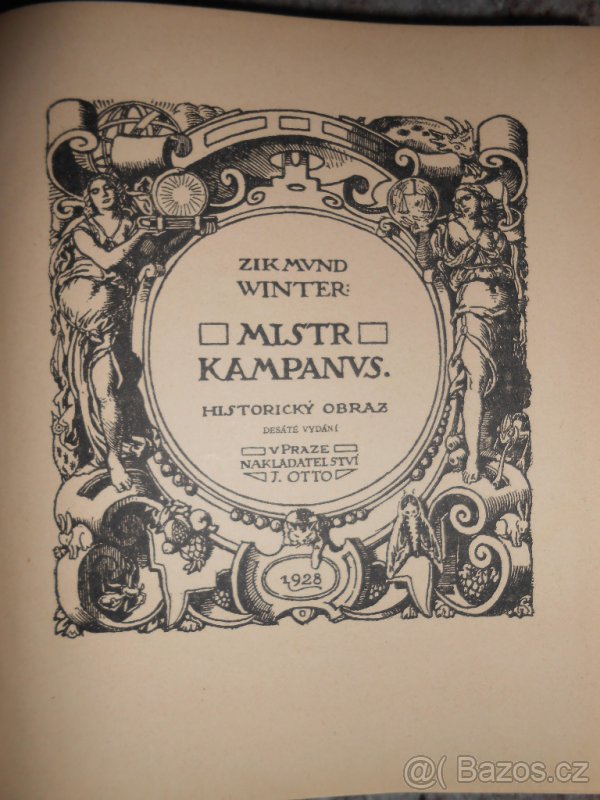 ZIKMVND
WINTER:
MISTR
KAMPANVS.
HISTORICKÝ OBRAZ
DESÁTÉ VYDÁNÍ
V PRAZE
NAKLADATELSTVÍ
J. OTTO
1928
@( Bazos.cz